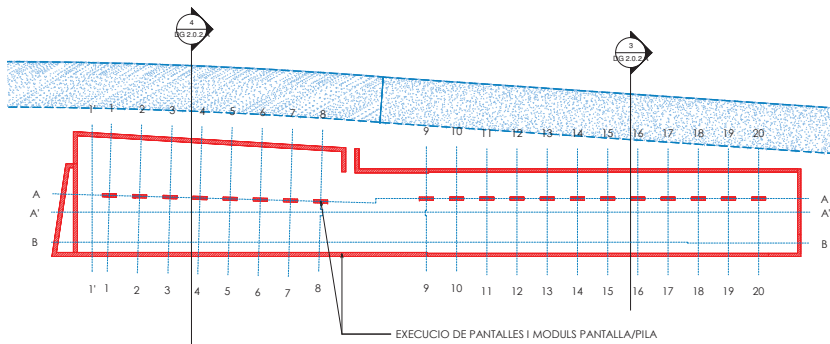 4
DG 2.0.2.A
3
DG 2.0.2.A
1' 1 2 3 4 5 6 7 8 9 10 11 12 13 14 15 16 17 18 19 20
A A
A' A'
B B
1' 1 2 3 4 5 6 7 8 9 10 11 12 13 14 15 16 17 18 19 20
EXECUCIO DE PANTALLES I MODULS PANTALLA/PILA